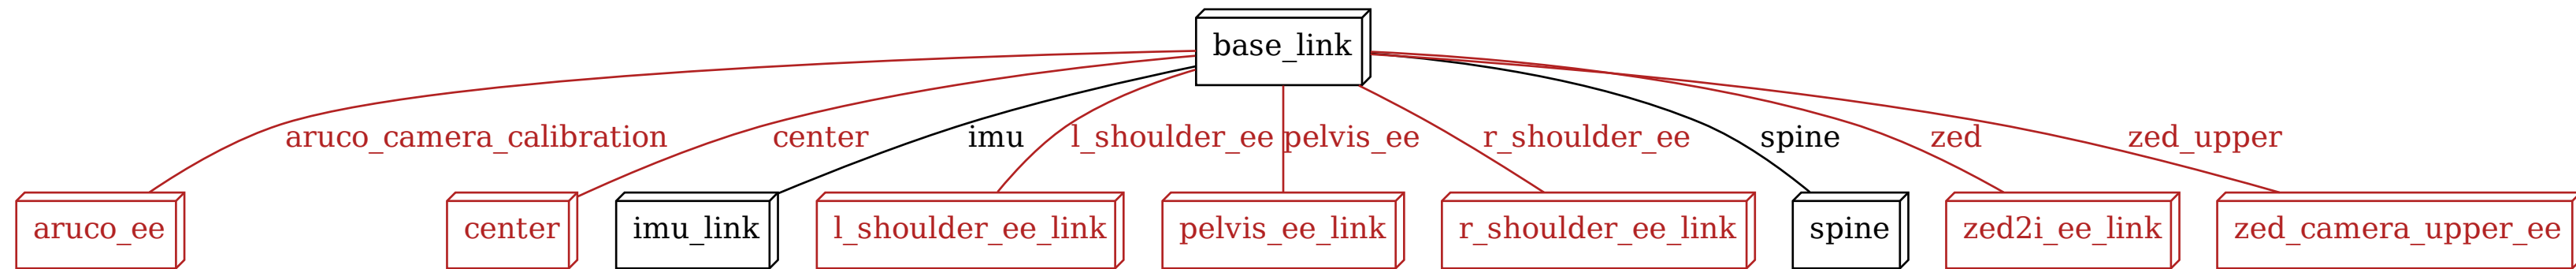 base_link
aruco_camera_calibration
center
imu
l_shoulder_ee
pelvis_ee
r_shoulder_ee
spine
zed
zed_upper
aruco_ee
center
imu_link
l_shoulder_ee_link
pelvis_ee_link
r_shoulder_ee_link
spine
zed2i_ee_link
zed_camera_upper_ee